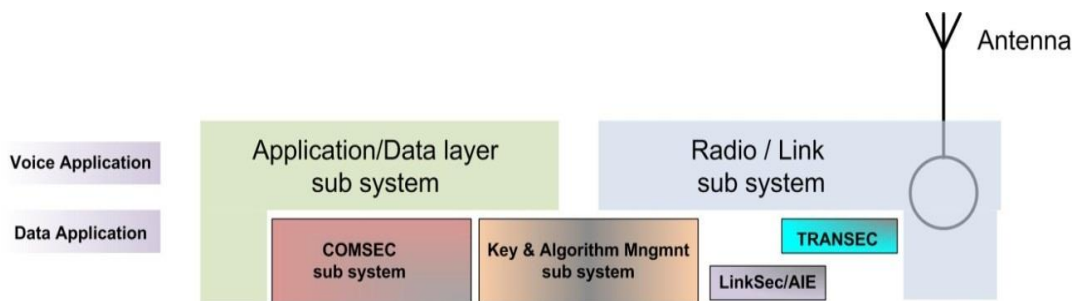 Antenna
Voice Application
Application/Data layer
sub system
Radio / Link
sub system
Data Application
COMSEC
sub system
Key & Algorithm Mngmnt
sub system
TRANSEC
LinkSec/AIE